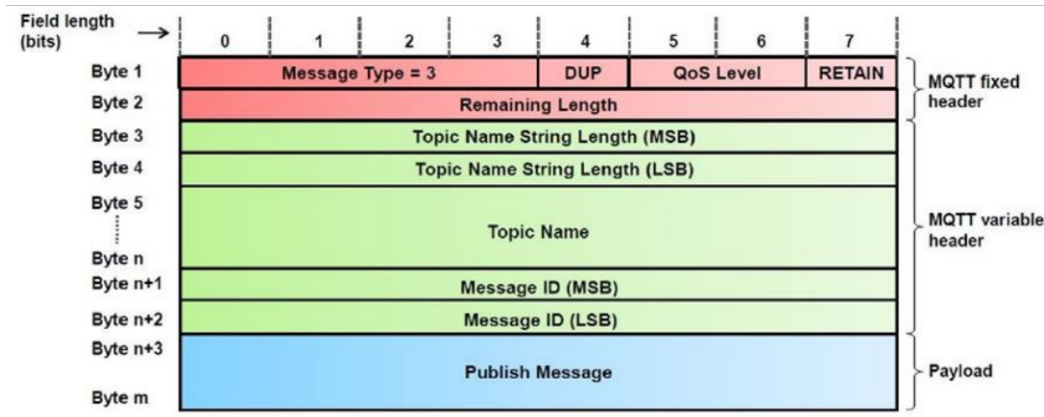 Field length
(bits)
0 1 2 3 4 5 6 7
Byte 1 Message Type = 3 DUP QoS Level RETAIN
MQTT fixed
header
Byte 2 Remaining Length
Byte 3 Topic Name String Length (MSB)
Byte 4 Topic Name String Length (LSB)
Byte 5
Topic Name
MQTT variable
header
Byte n
Byte n+1 Message ID (MSB)
Byte n+2 Message ID (LSB)
Byte n+3
Publish Message
Payload
Byte m